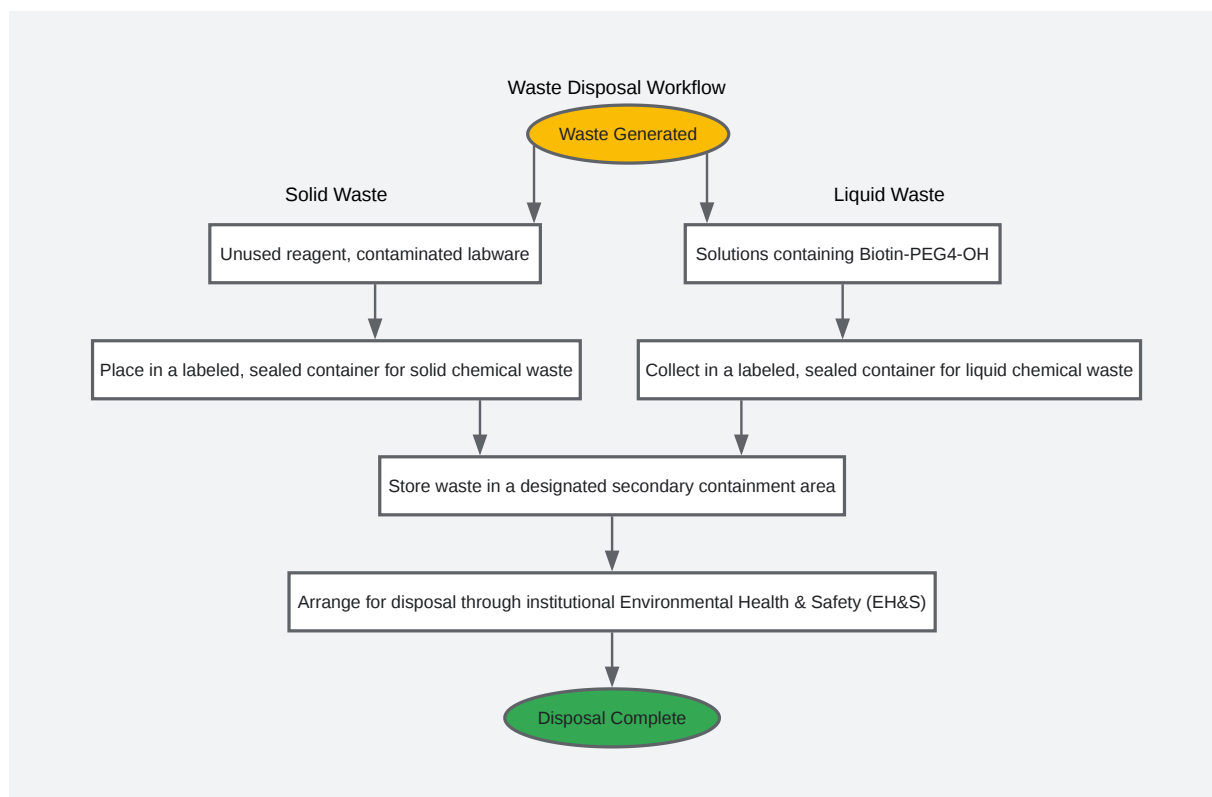 Waste Disposal Workflow
Waste Generated
Solid Waste
Liquid Waste
Unused reagent, contaminated labware
Solutions containing Biotin-PEG4-OH
Place in a labeled, sealed container for solid chemical waste
Collect in a labeled, sealed container for liquid chemical waste
Store waste in a designated secondary containment area
Arrange for disposal through institutional Environmental Health & Safety (EH&S)
Disposal Complete